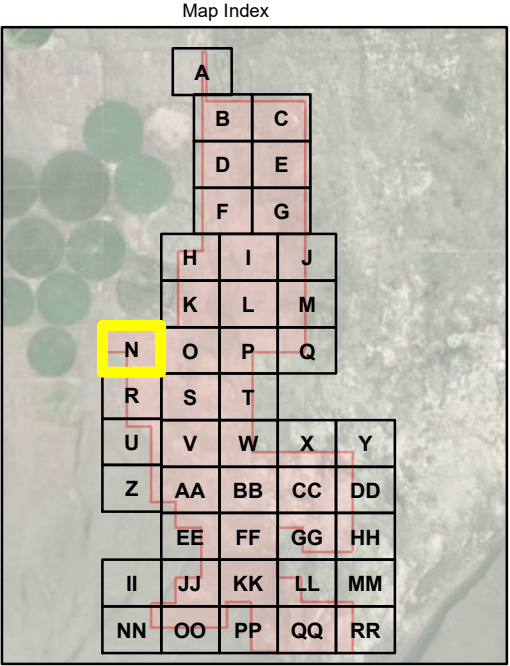 Map Index
A
B C
D E
F G
H I J
K L M
N O P Q
R S T
U V W X Y
Z AA BB CC DD
EE FF GG HH
II JJ KK LL MM
NN OO PP QQ RR